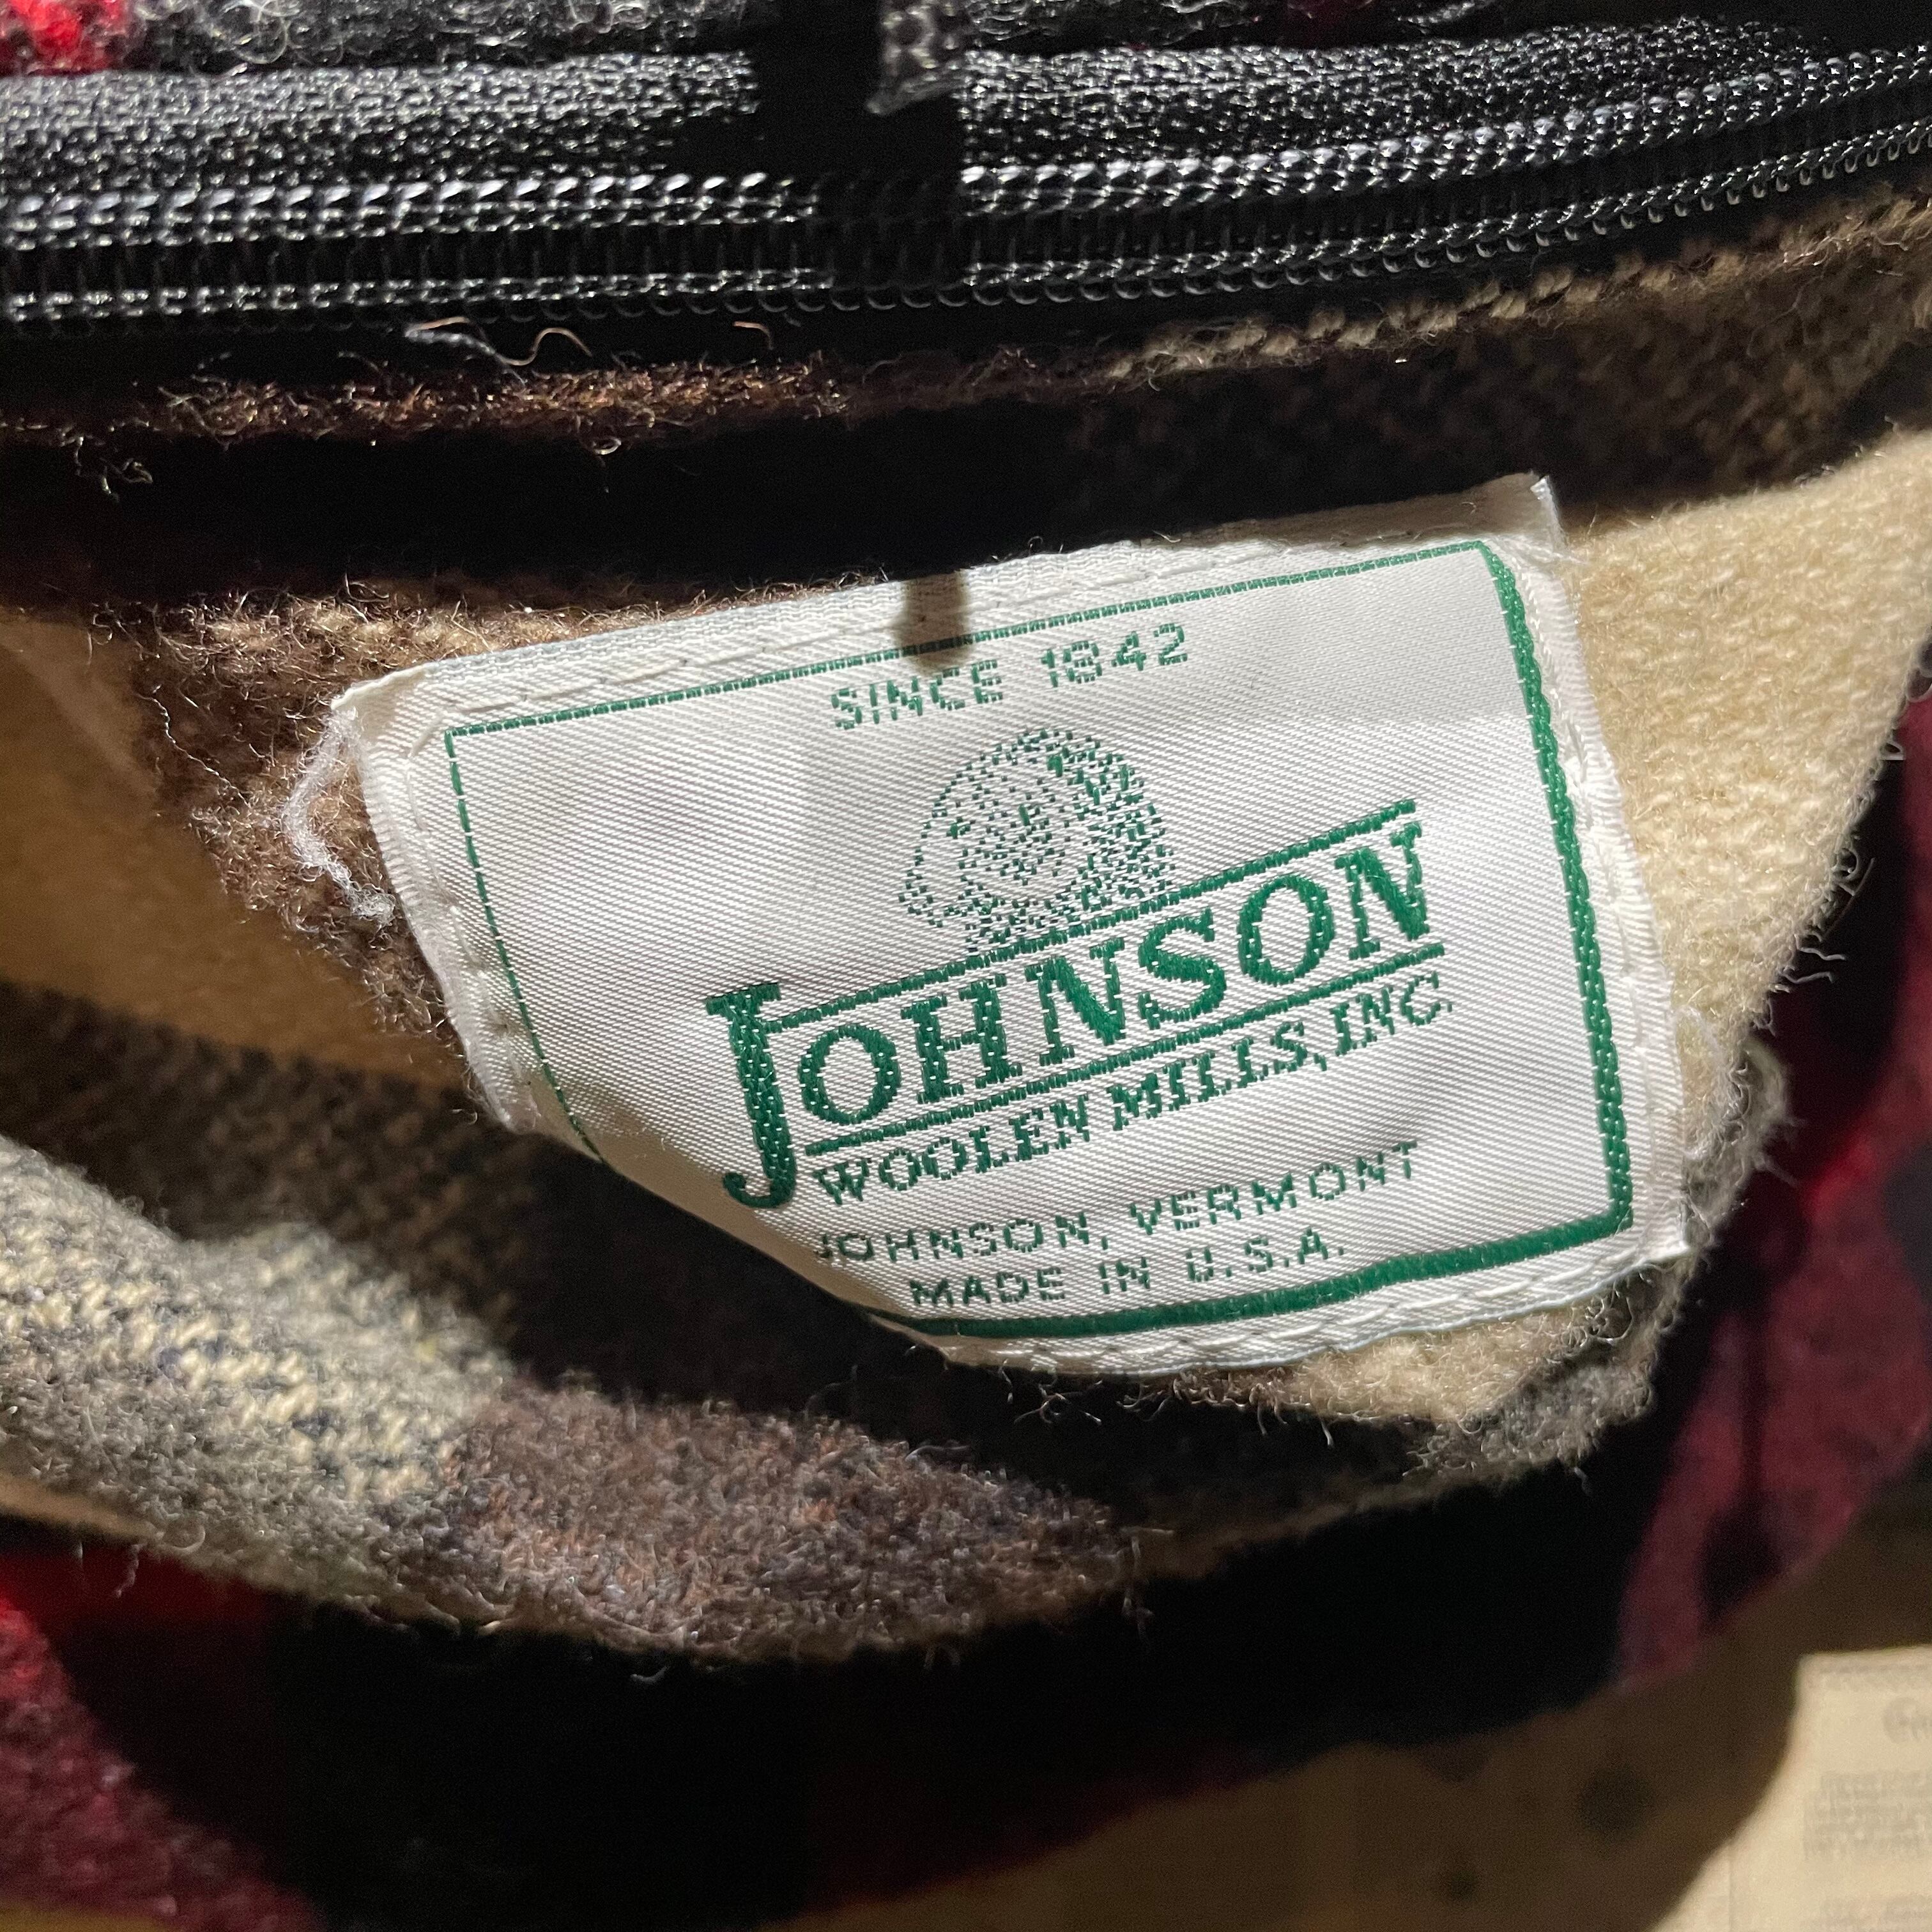 SINCE 1842
JOHNSON
WOOLEN MILLS, INC.
JOHNSON, VERMONT
MADE IN U.S.A.